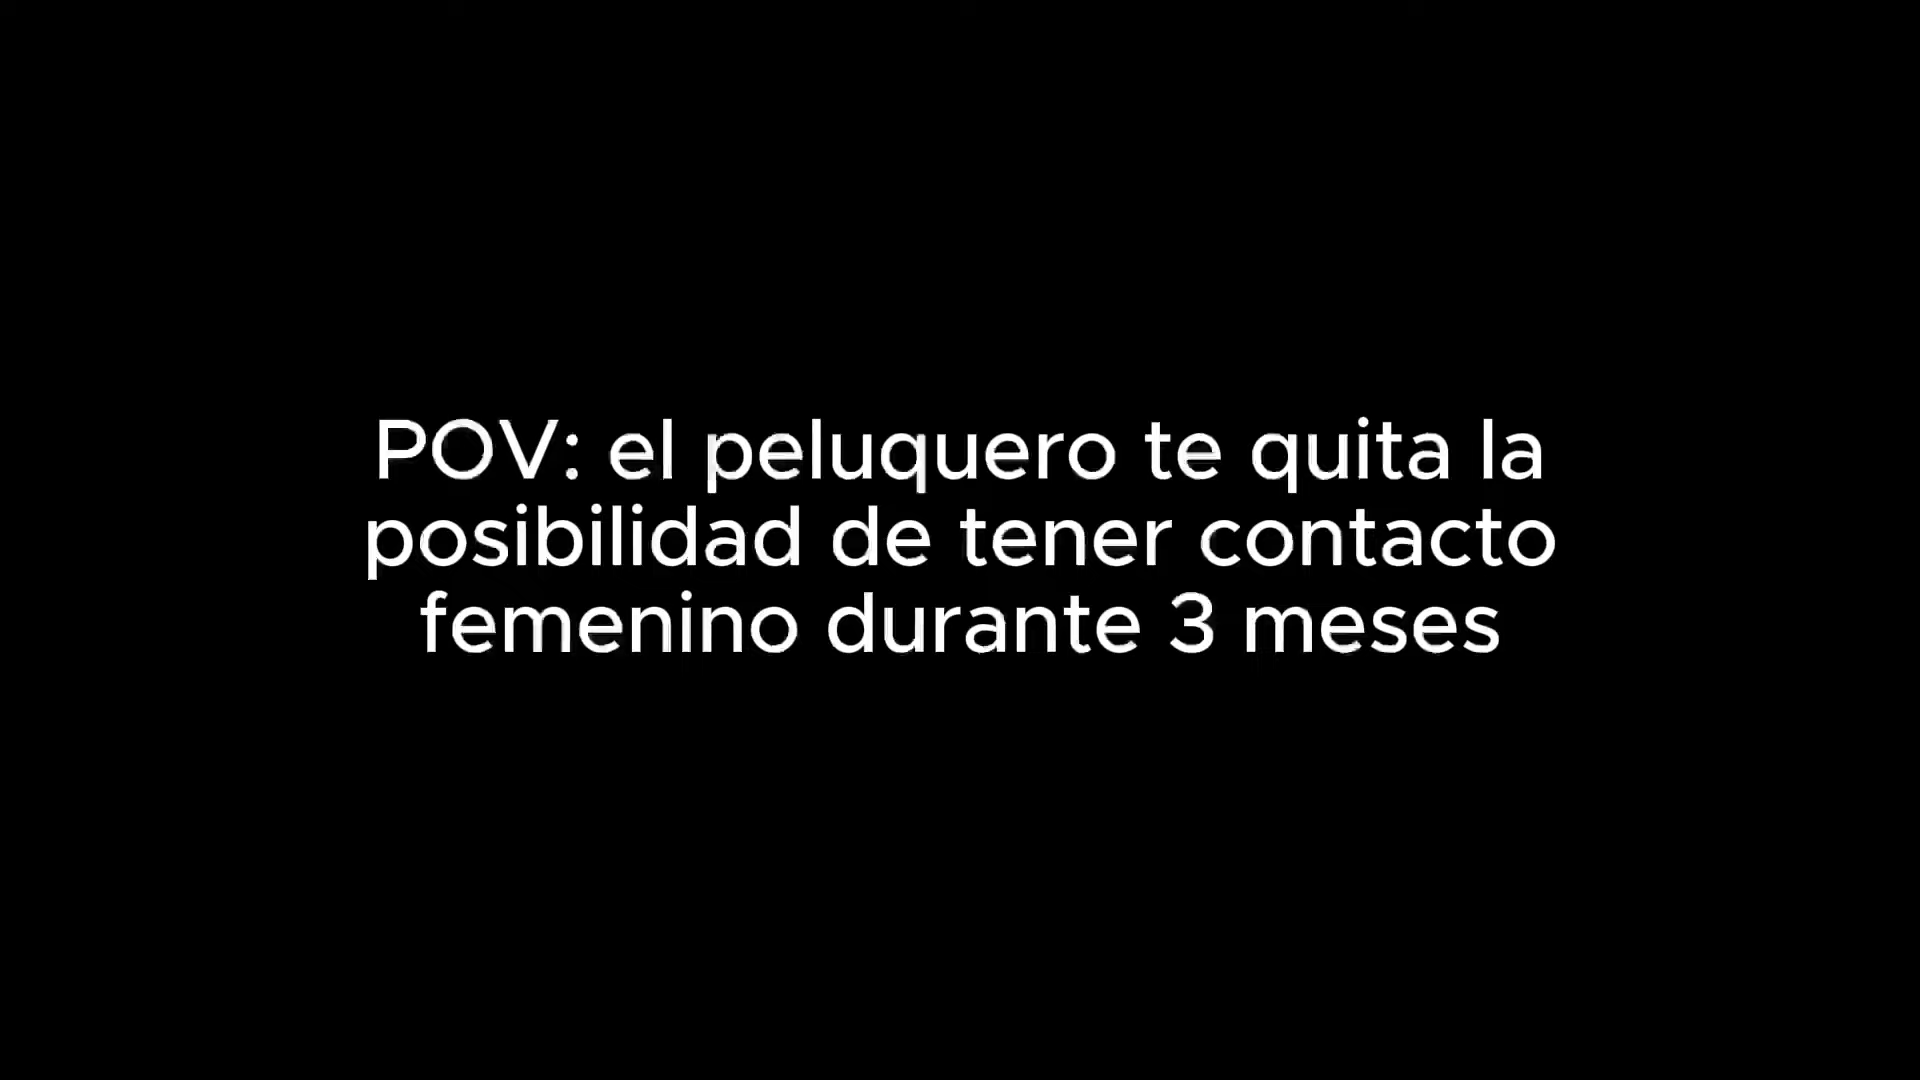 POV: el peluquero te quita la
posibilidad de tener contacto
femenino durante 3 meses